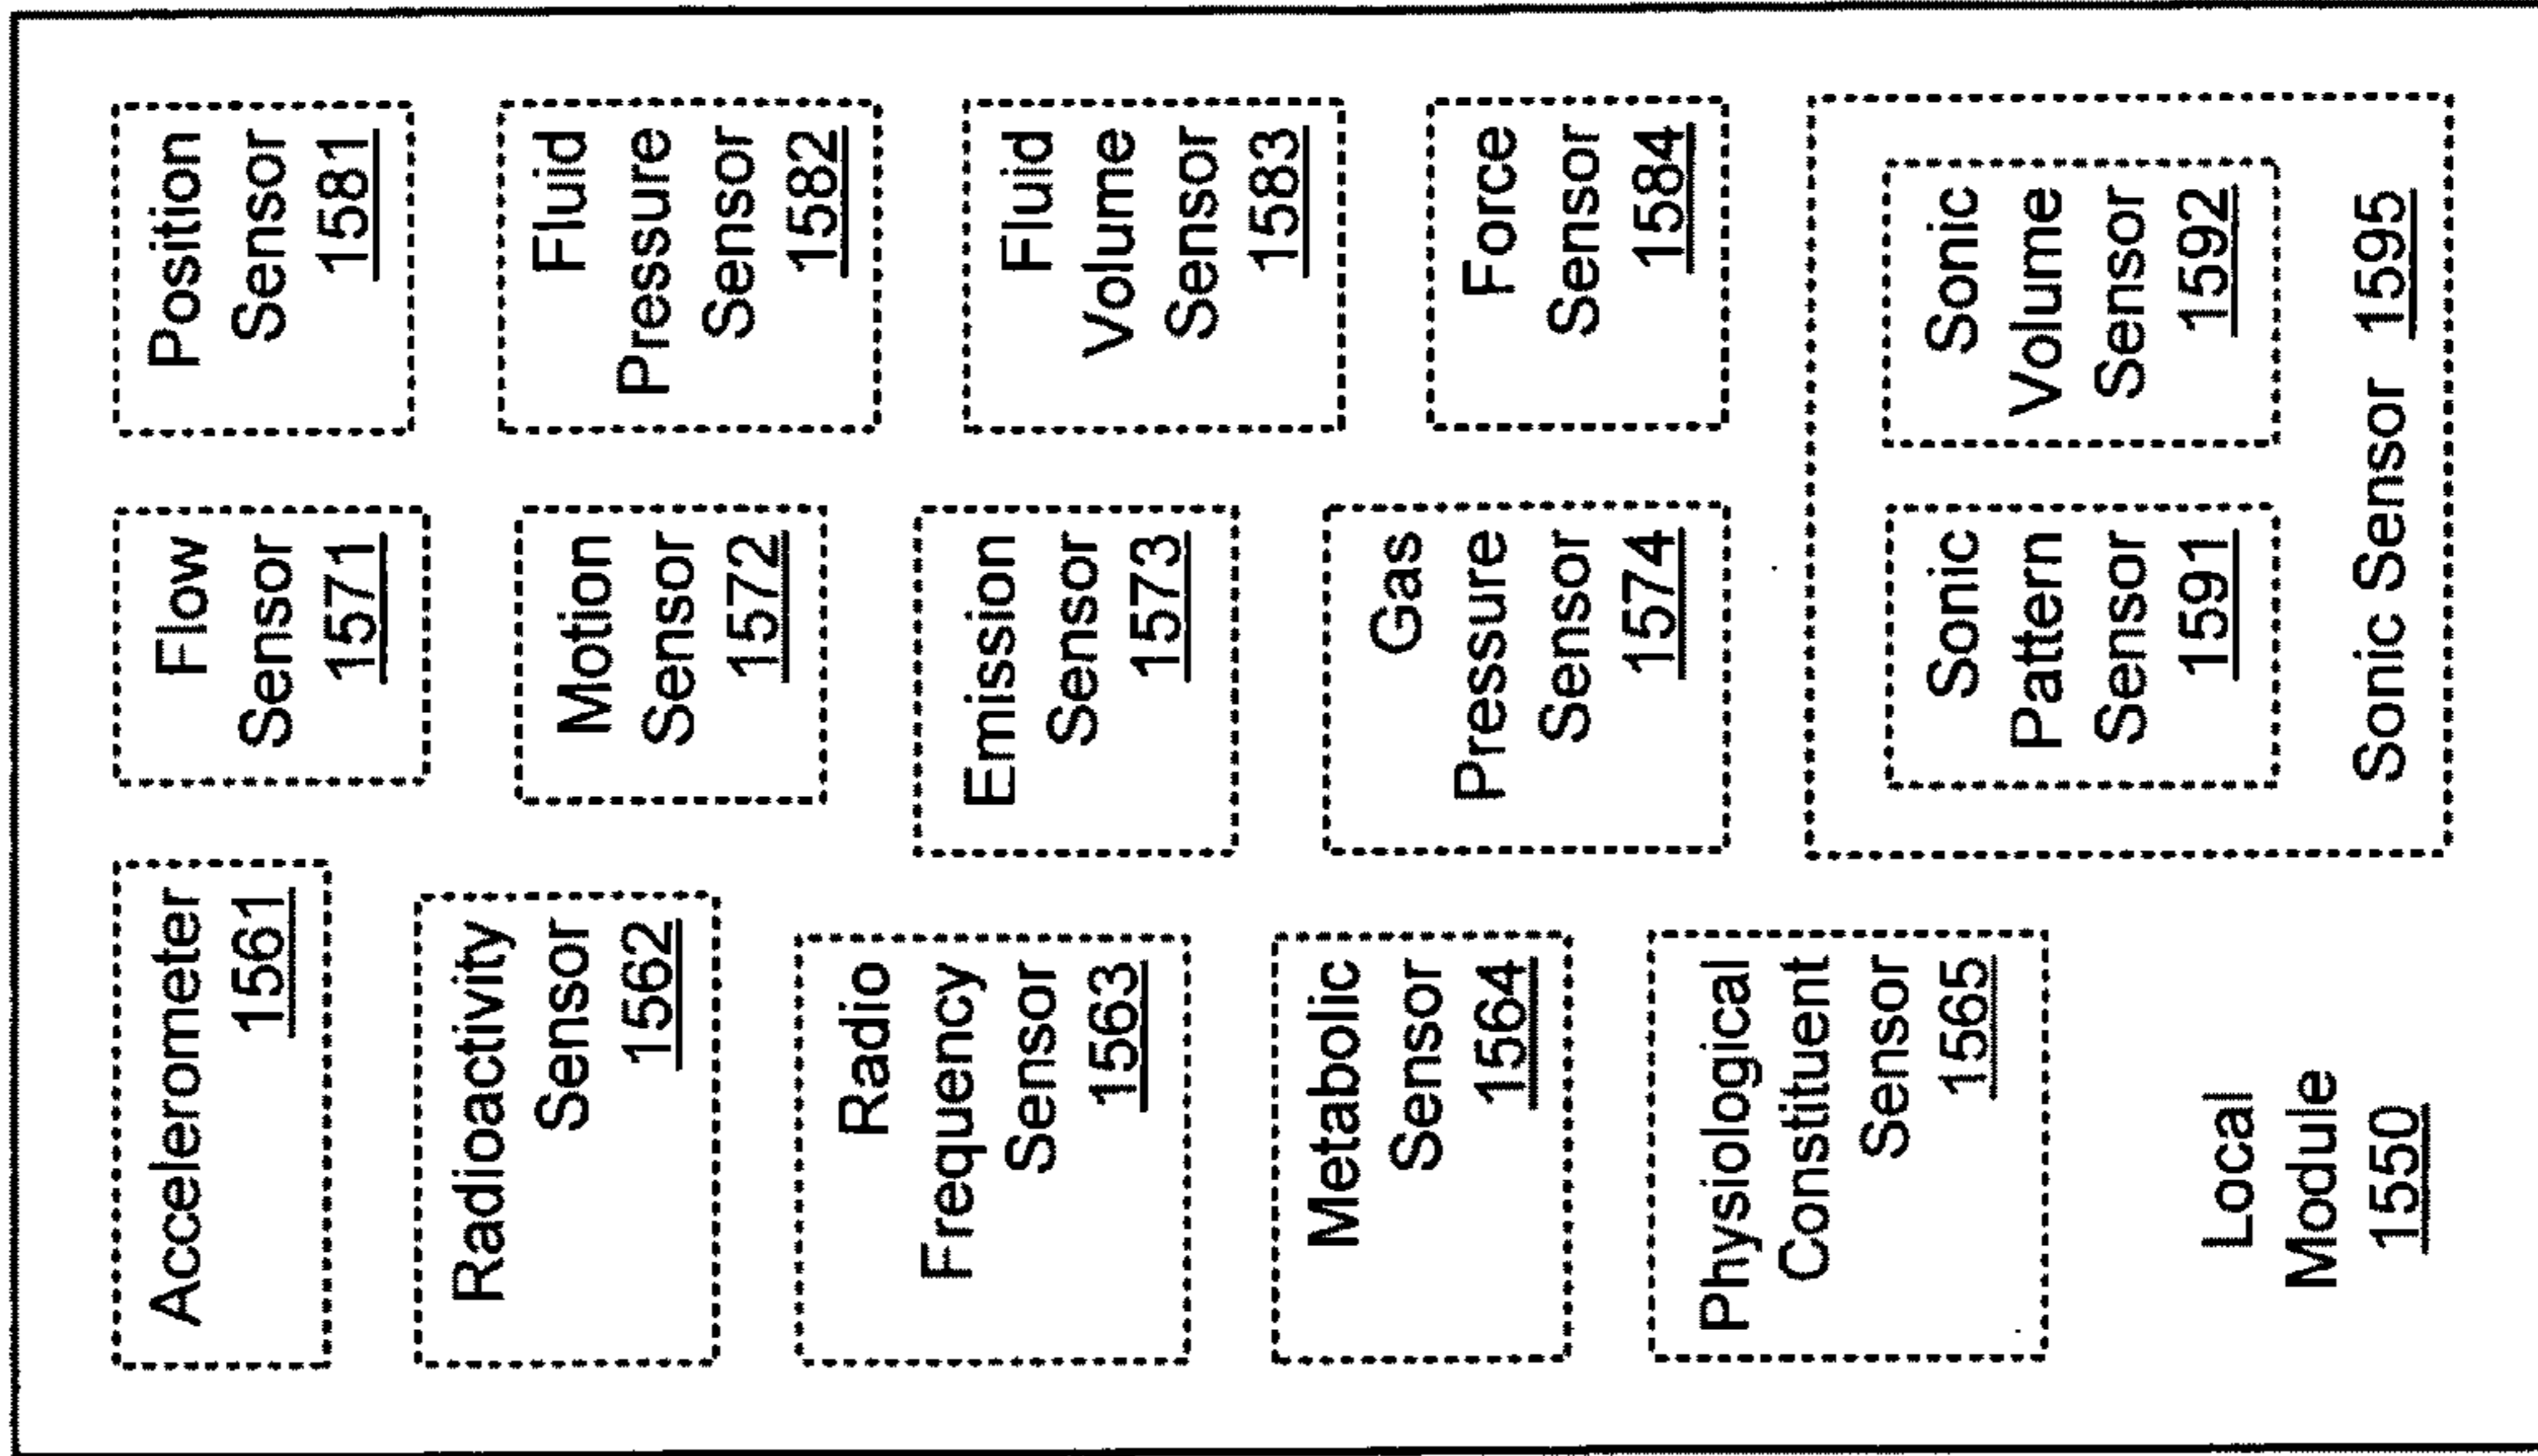 Accelerometer
1561
Radioactivity
Sensor
1562
Radio
Frequency
Sensor
1563
Metabolic
Sensor
1564
Physiological
Constituent
Sensor
1565
Local
Module
1550
Flow
Sensor
1571
Motion
Sensor
1572
Emission
Sensor
1573
Gas
Pressure
Sensor
1574
Position
Sensor
1581
Fluid
Pressure
Sensor
1582
Fluid
Volume
Sensor
1583
Force
Sensor
1584
Sonic
Pattern
Sensor
1591
Sonic
Volume
Sensor
1592
Sonic Sensor 1595